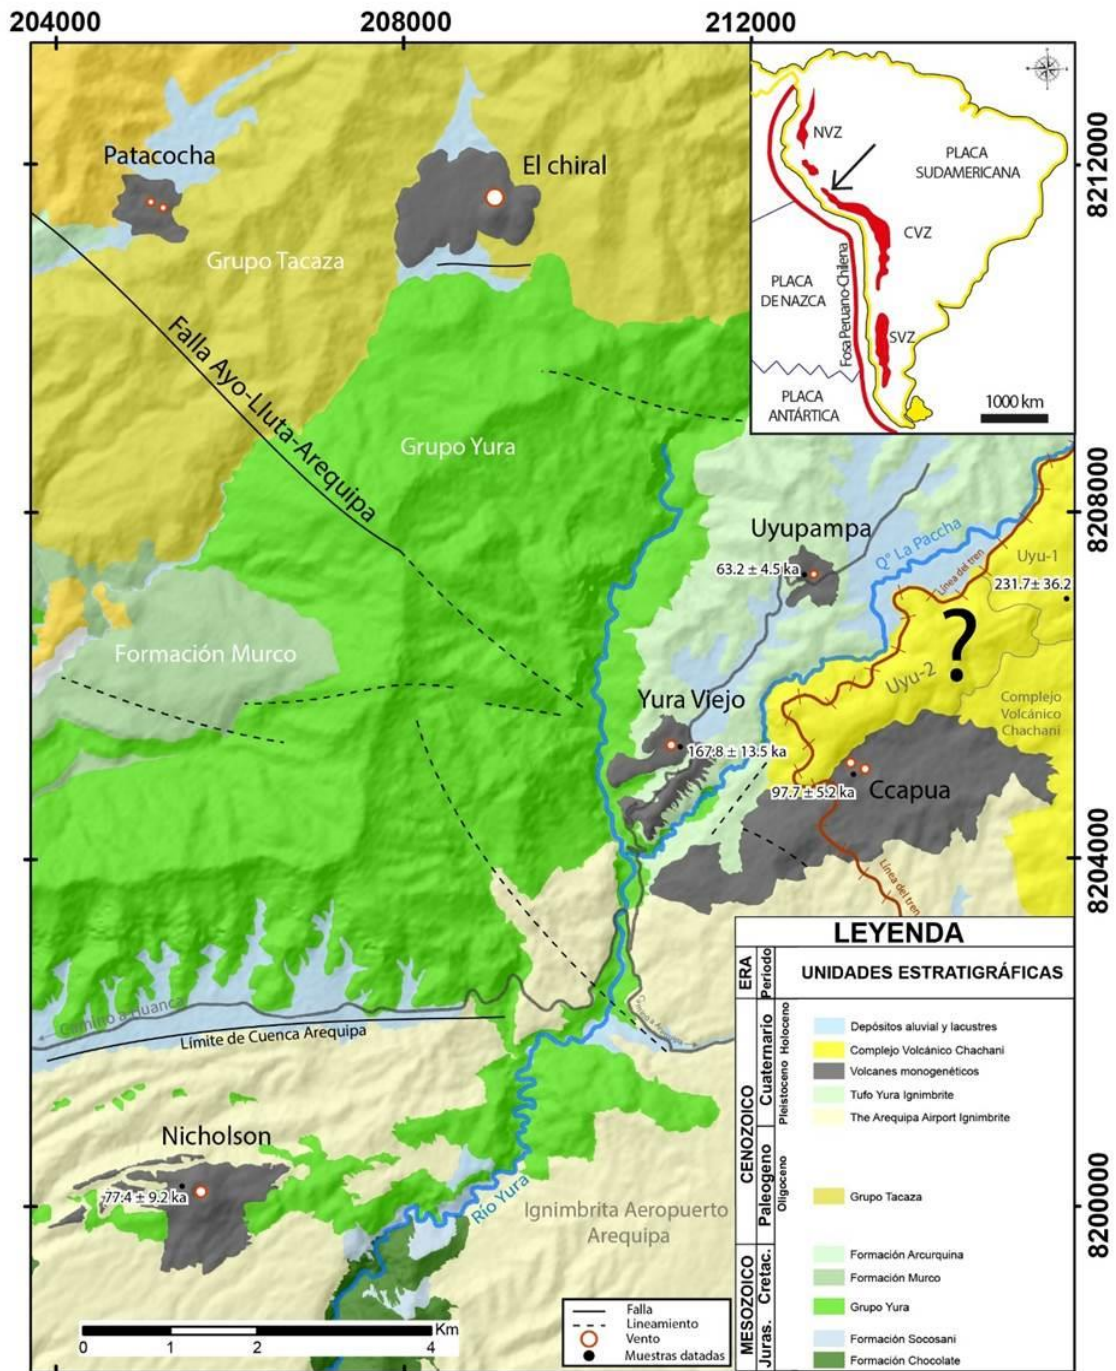 204000
208000
212000
8212000
8208000
8204000
8200000
Patacocha
El chiral
Grupo Tacaza
Falla Ayo-Lluta-Arequipa
Grupo Yura
Formación Murco
NVZ
PLACA
SUDAMERICANA
CVZ
PLACA
DE NAZCA
Fosa Peruano-Chilena
SVZ
PLACA
ANTÁRTICA
1000 km
Uyupampa
63.2 ± 4.5 ka
Q° La Paccha
Línea del tren
Uyu-1
231.7± 36.2
?
Uyu-2
Complejo
Volcánico
Chachani
Yura Viejo
167.8 ± 13.5 ka
97.7 ± 5.2 ka
Ccapua
Línea del tren
Camino a Huanca
Límite de Cuenca Arequipa
Nicholson
77.4 ± 9.2 ka
Río Yura
Ignimbrita Aeropuerto
Arequipa
Km
0
1
2
4
Falla
Lineamiento
Vento
Muestras datadas
LEYENDA
ERA
Periodo
UNIDADES ESTRATIGRÁFICAS
CENOZOICO
Cuaternario
Pleistoceno Holoceno
Paleogeno
Oligoceno
MESOZOICO
Juras. Cretac.
Depósitos aluvial y lacustres
Complejo Volcánico Chachani
Volcanes monogenéticos
Tufo Yura Ignimbrite
The Arequipa Airport Ignimbrite
Grupo Tacaza
Formación Arcurquina
Formación Murco
Grupo Yura
Formación Socosani
Formación Chocolate